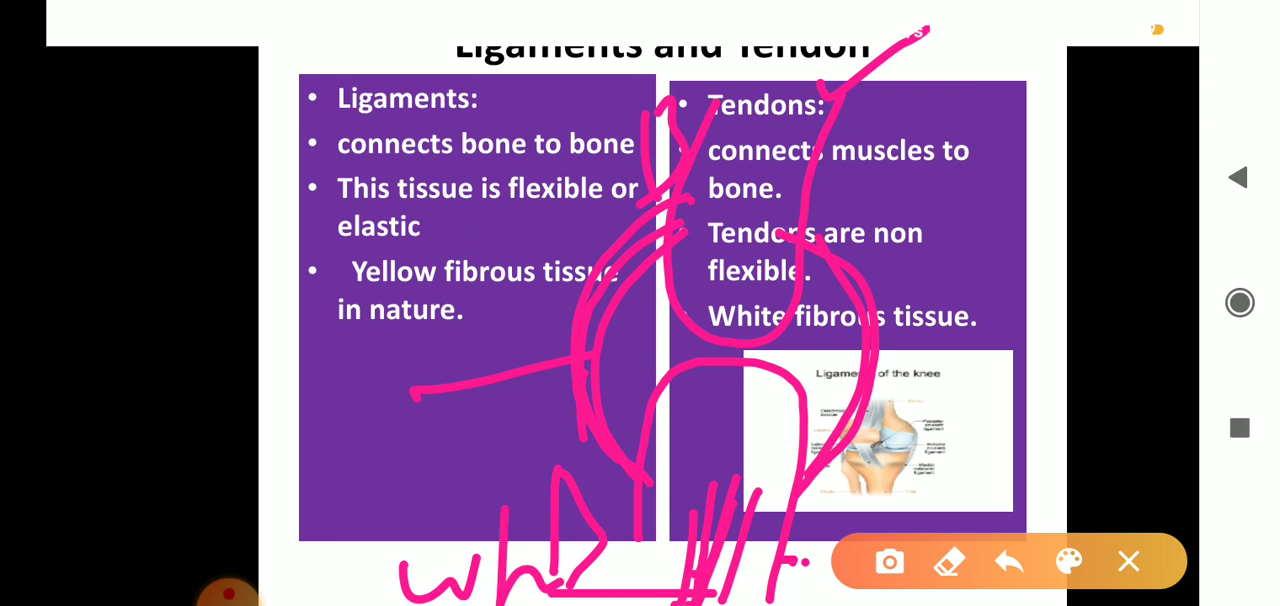 Ligaments and Tendon
• Ligaments:
• connects bone to bone
• This tissue is flexible or
elastic
• Yellow fibrous tissue
in nature.
• Tendons:
connects muscles to
bone.
Tendons are non
flexible.
White fibrous tissue.
Ligaments of the knee